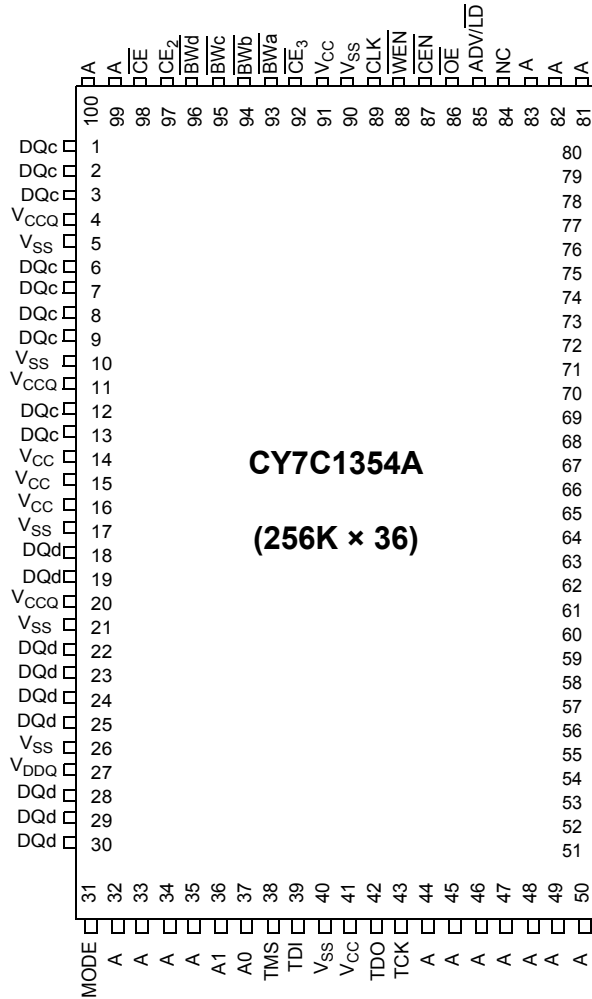 A A CE CE2 BWd BWc BWb BWa CE3 VCC VSS CLK WEN CEN OE ADV/LD NC A A A
100 99 98 97 96 95 94 93 92 91 90 89 88 87 86 85 84 83 82 81
DQc 1 80
DQc 2 79
DQc 3 78
VCCQ 4 77
VSS 5 76
DQc 6 75
DQc 7 74
DQc 8 73
DQc 9 72
VSS 10 71
VCCQ 11 70
DQc 12 69
DQc 13 68
VCC 14 67
VCC 15 66
VCC 16 65
VSS 17 64
DQd 18 63
DQd 19 62
VCCQ 20 61
VSS 21 60
DQd 22 59
DQd 23 58
DQd 24 57
DQd 25 56
VSS 26 55
VDDQ 27 54
DQd 28 53
DQd 29 52
DQd 30 51
CY7C1354A
(256K × 36)
31 32 33 34 35 36 37 38 39 40 41 42 43 44 45 46 47 48 49 50
MODE A A A A A1 A0 TMS TDI VSS VCC TDO TCK A A A A A A A